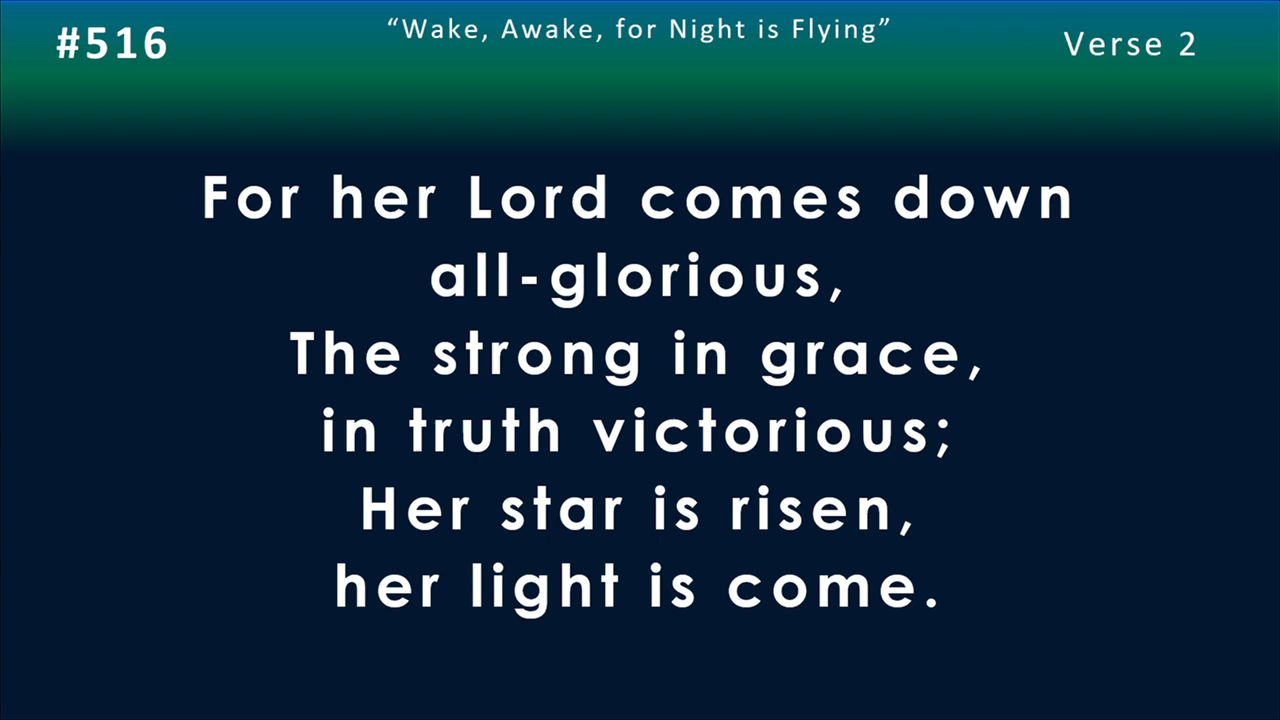 #516
“Wake, Awake, for Night is Flying”
Verse 2
For her Lord comes down
all-glorious,
The strong in grace,
in truth victorious;
Her star is risen,
her light is come.